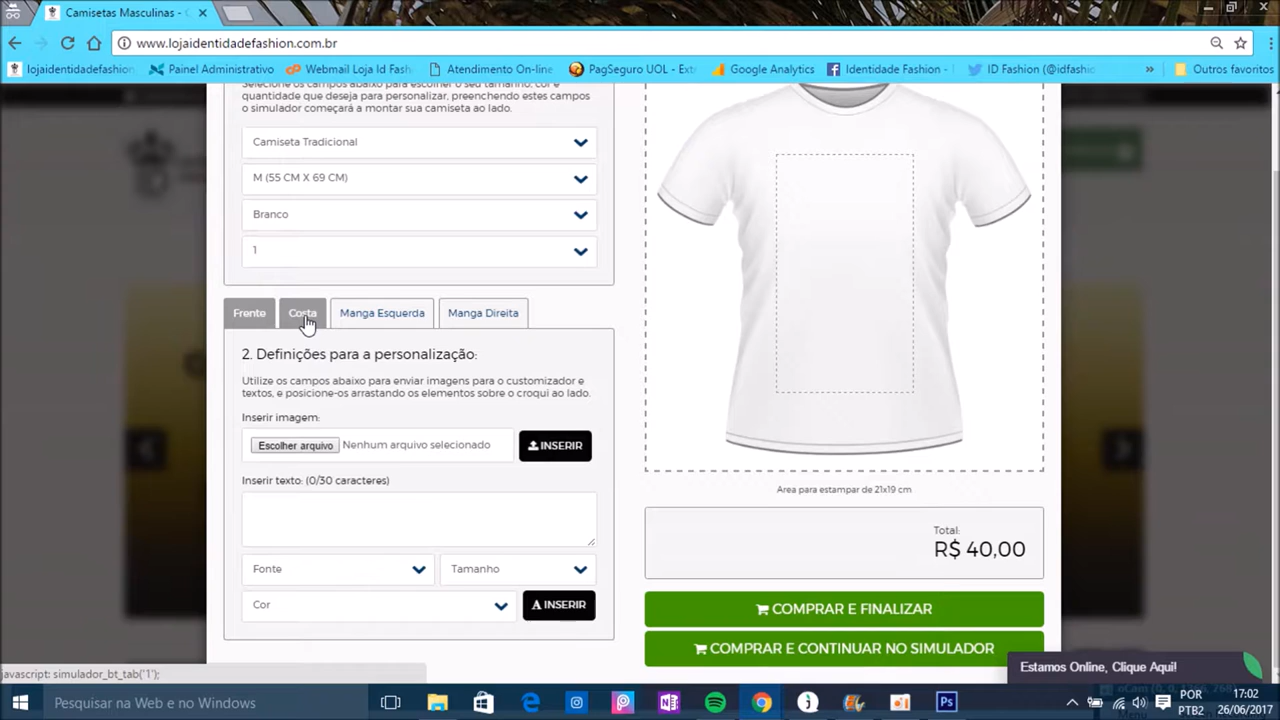 Camisetas Masculinas -
www.lojaidentidadefashion.com.br
lojaidentidadefashion
Painel Administrativo
Webmail Loja Id Fash
Atendimento On-line
PagSeguro UOL - Ext
Google Analytics
Identidade Fashion -
ID Fashion (@idfashio
»
Outros favoritos
Selecione os campos abaixo para escolher o seu tamanho, cor e
quantidade que deseja para personalizar, preenchendo estes campos
o simulador começará a montar sua camiseta ao lado.
Camiseta Tradicional
M (55 CM X 69 CM)
Branco
1
Frente
Costa
Manga Esquerda
Manga Direita
2. Definições para a personalização:
Utilize os campos abaixo para enviar imagens para o customizador e
textos, e posicione-os arrastando os elementos sobre o croqui ao lado.
Inserir imagem:
Escolher arquivo Nenhum arquivo selecionado
INSERIR
Inserir texto: (0/30 caracteres)
Fonte
Tamanho
Cor
A INSERIR
Area para estampar de 21x19 cm
Total:
R$ 40,00
COMPRAR E FINALIZAR
COMPRAR E CONTINUAR NO SIMULADOR
Estamos Online, Clique Aqui!
javascript: simulador_bt_tab('1');
Pesquisar na Web e no Windows
Ps
POR
PTB2
17:02
26/06/2017